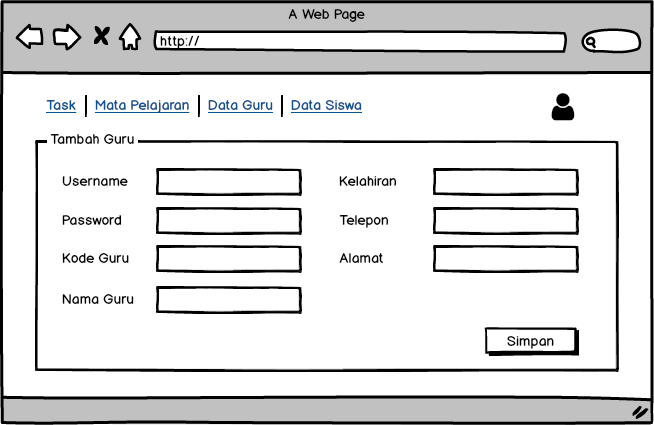 A Web Page
http://
Task | Mata Pelajaran | Data Guru | Data Siswa
Tambah Guru
Username
Password
Kode Guru
Nama Guru
Kelahiran
Telepon
Alamat
Simpan